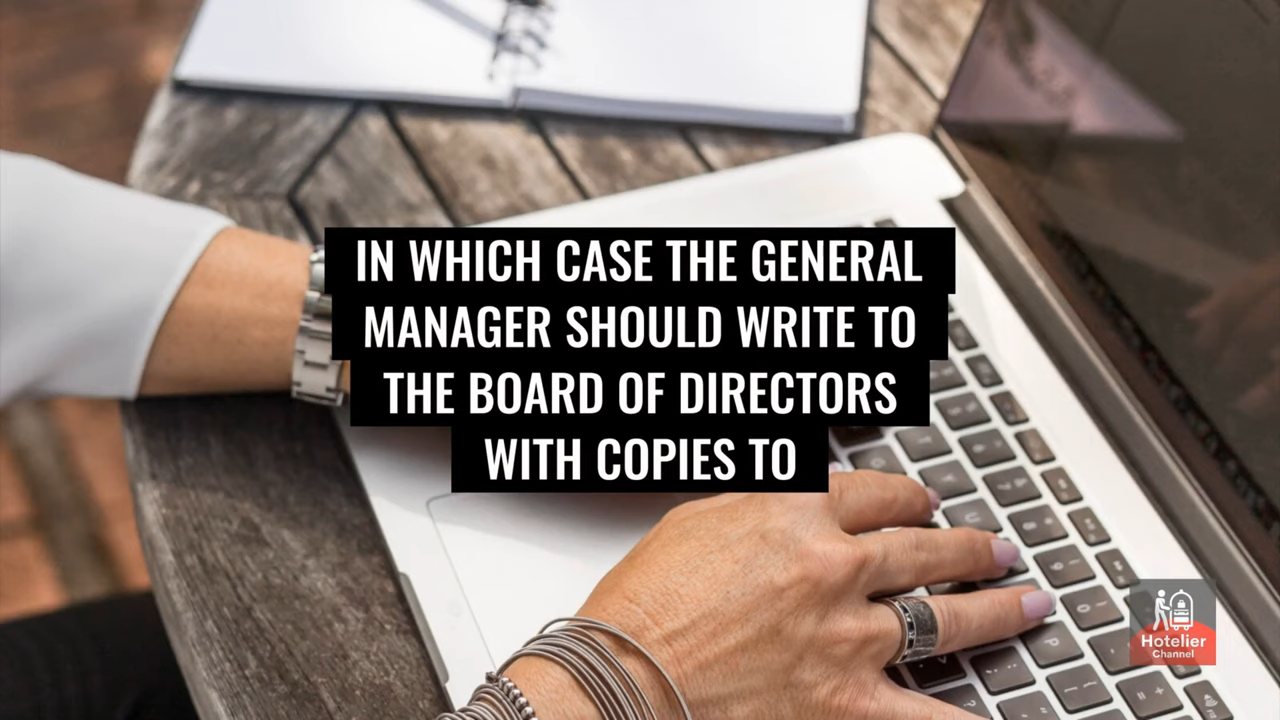 IN WHICH CASE THE GENERAL
MANAGER SHOULD WRITE TO
THE BOARD OF DIRECTORS
WITH COPIES TO
Hotelier
Channel